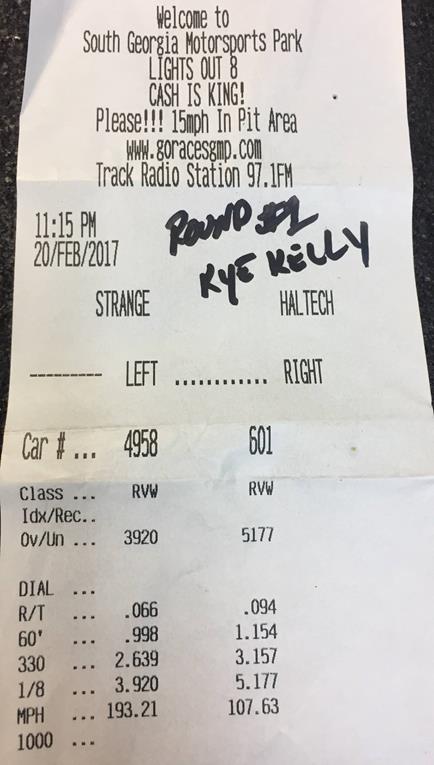 Welcome to
South Georgia Motorsports Park
LIGHTS OUT 8
CASH IS KING!
Please!!! 15mph In Pit Area
www.goracesgmp.com
Track Radio Station 97.1FM
11:15 PM
20/FEB/2017
ROUND #1
KYE KELLY
STRANGE HALTECH
--------- LEFT ............ RIGHT
Car # ... 4958 601
Class ... RVW RVW
Idx/Rec..
Ov/Un ... 3920 5177
DIAL ...
R/T ... .066 .094
60' ... .998 1.154
330 ... 2.639 3.157
1/8 ... 3.920 5.177
MPH ... 193.21 107.63
1000 ...